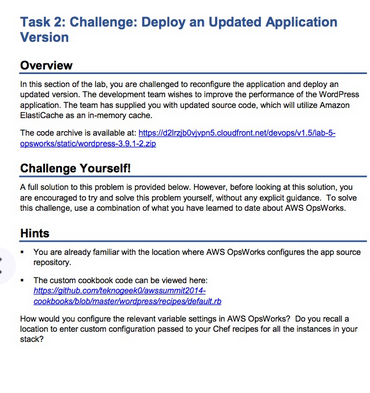 Task 2: Challenge: Deploy an Updated Application
Version
Overview
In this section of the lab, you are challenged to reconfigure the application and deploy an
updated version. The development team wishes to improve the performance of the WordPress
application. The team has supplied you with updated source code, which will utilize Amazon
ElastiCache as an in-memory cache.
The code archive is available at: https://d2lrzjb0vjvpn5.cloudfront.net/devops/v1.5/lab-5-
opsworks/static/wordpress-3.9.1-2.zip
Challenge Yourself!
A full solution to this problem is provided below. However, before looking at this solution, you
are encouraged to try and solve this problem yourself, without any explicit guidance. To solve
this challenge, use a combination of what you have learned to date about AWS OpsWorks.
Hints
• You are already familiar with the location where AWS OpsWorks configures the app source
repository.
• The custom cookbook code can be viewed here:
https://github.com/teknogeek0/awssummit2014-
cookbooks/blob/master/wordpress/recipes/default.rb
How would you configure the relevant variable settings in AWS OpsWorks? Do you recall a
location to enter custom configuration passed to your Chef recipes for all the instances in your
stack?